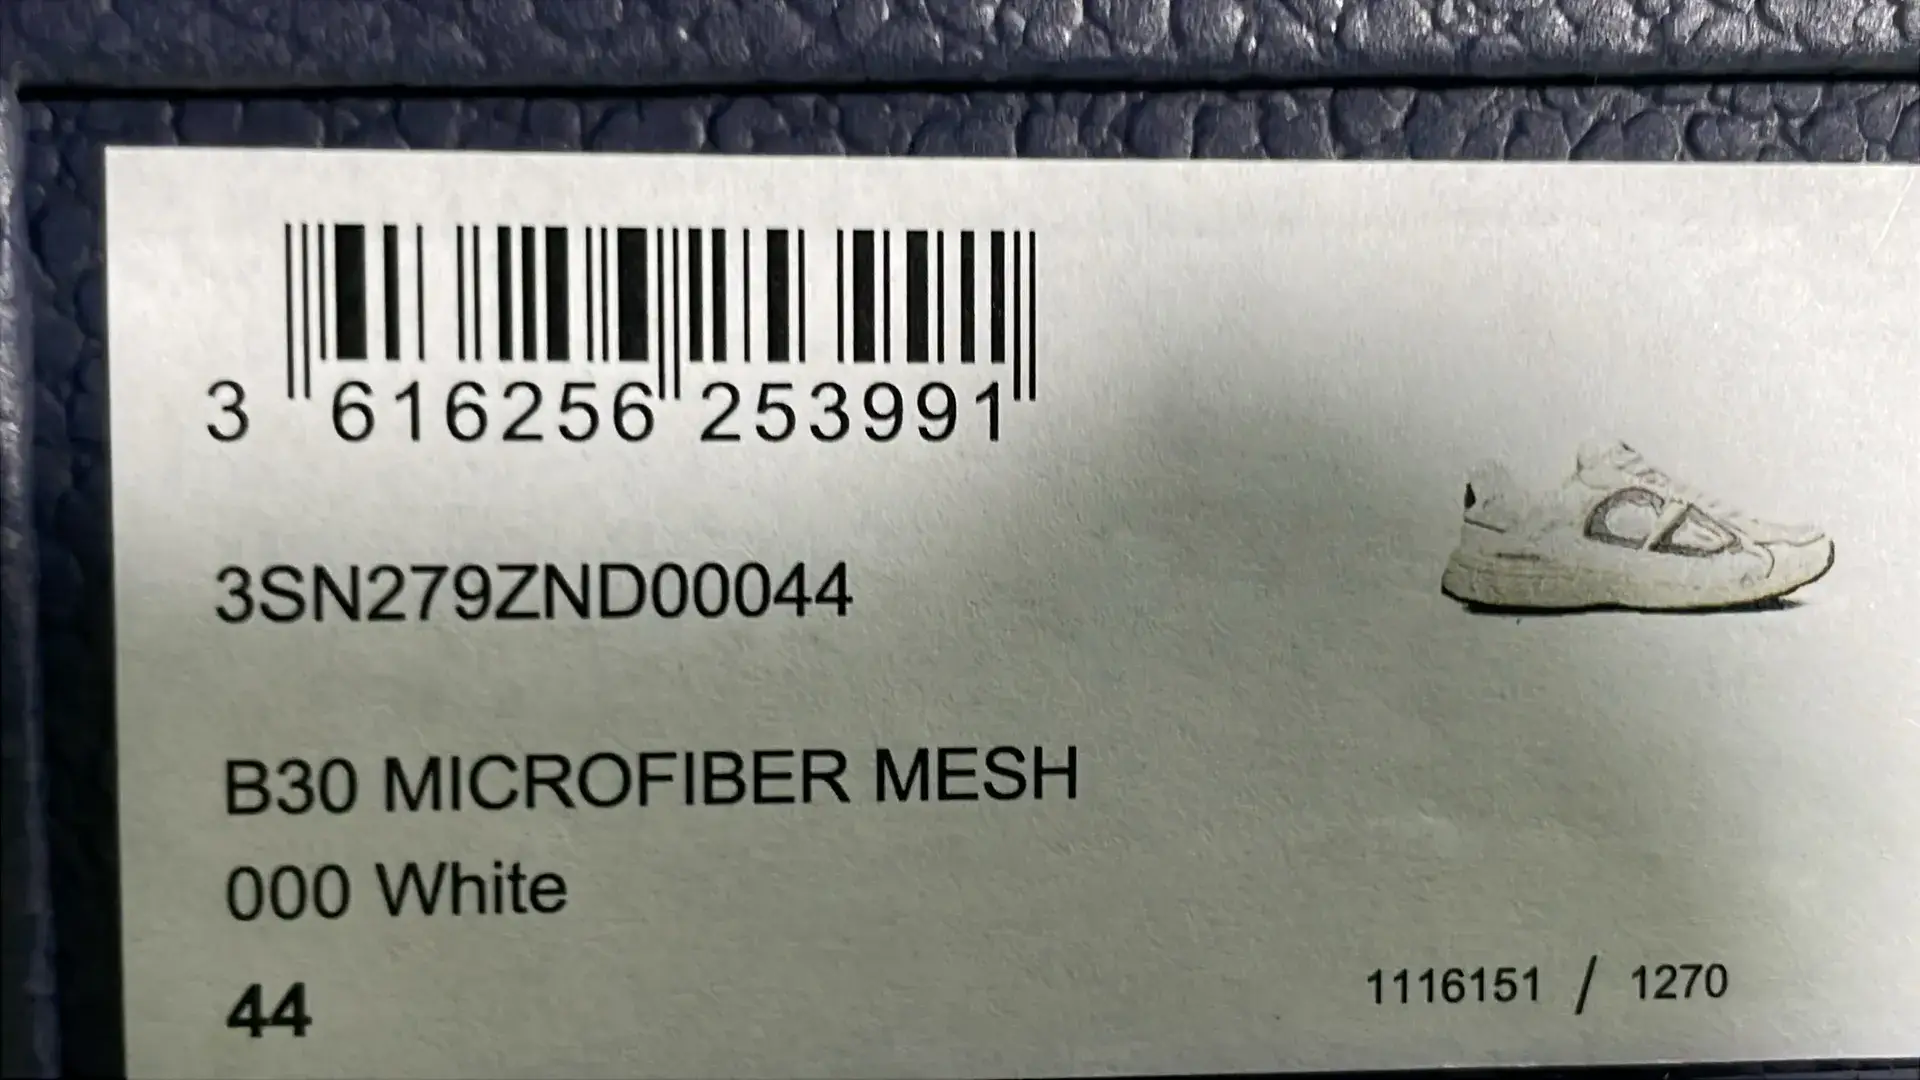 3 616256 253991
3SN279ZND00044
B30 MICROFIBER MESH
000 White
44
1116151 / 1270